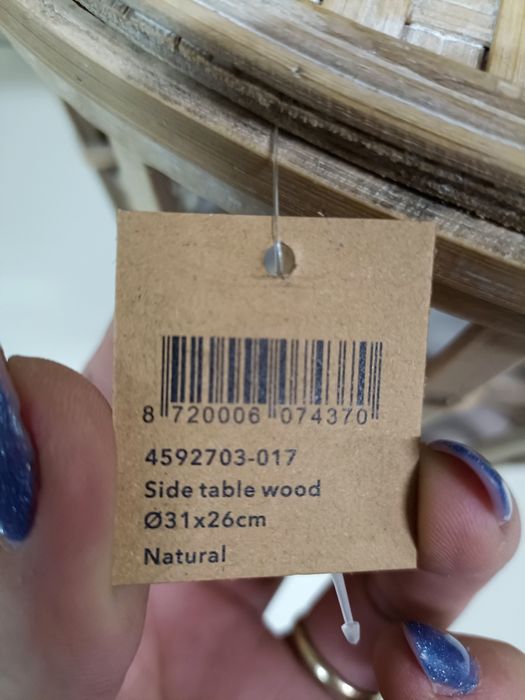 8 720006 074370
4592703-017
Side table wood
Ø31x26cm
Natural